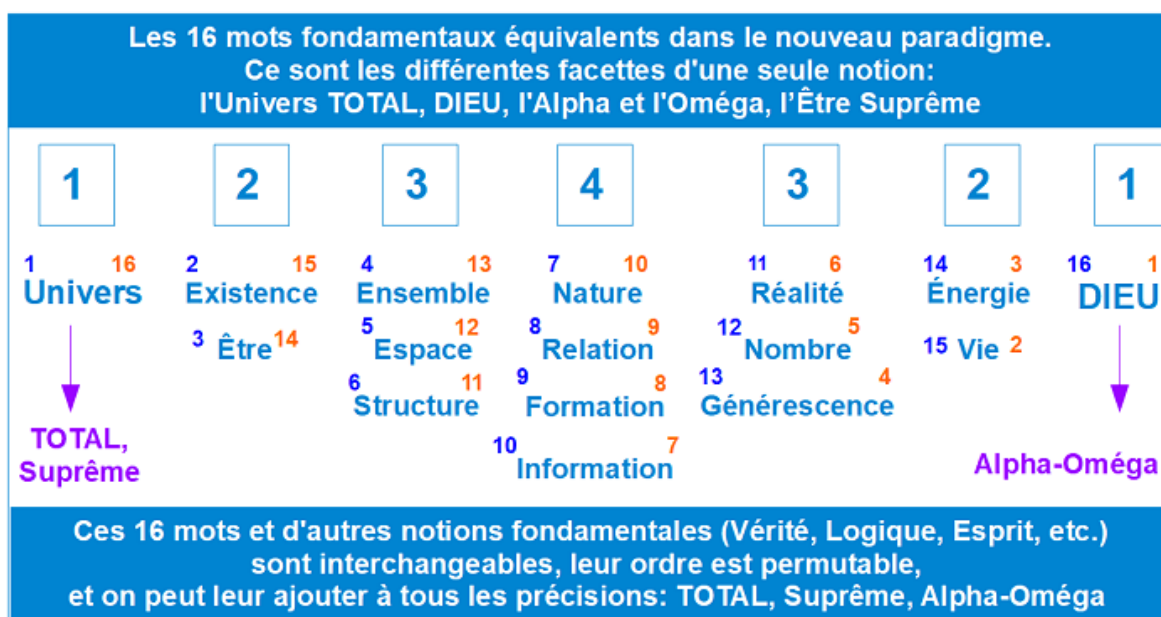 Les 16 mots fondamentaux équivalents dans le nouveau paradigme.
Ce sont les différentes facettes d'une seule notion:
l'Univers TOTAL, DIEU, l'Alpha et l'Oméga, l’Être Suprême
1 2 3 4 3 2 1
1 16 2 15 4 13 7 10 11 6 14 3 16 1
Univers Existence Ensemble Nature Réalité Énergie DIEU
3 Être 14 5 Espace 12 8 Relation 9 12 Nombre 5 15 Vie 2
6 Structure 11 9 Formation 8 13 Générescence 4
TOTAL,
Suprême
10 Information 7
Alpha-Oméga
Ces 16 mots et d'autres notions fondamentales (Vérité, Logique, Esprit, etc.)
sont interchangeables, leur ordre est permutable,
et on peut leur ajouter à tous les précisions: TOTAL, Suprême, Alpha-Oméga